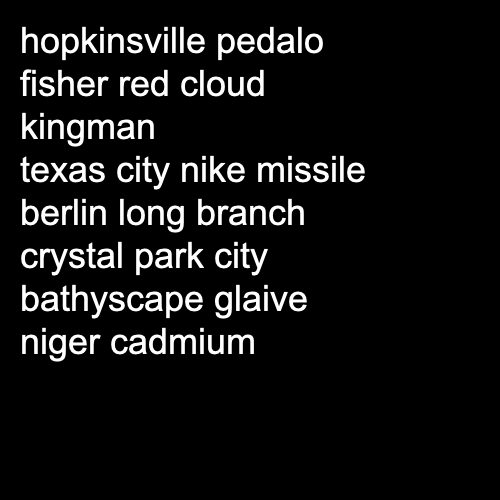 hopkinsville pedalo
fisher red cloud
kingman
texas city nike missile
berlin long branch
crystal park city
bathyscape glaive
niger cadmium